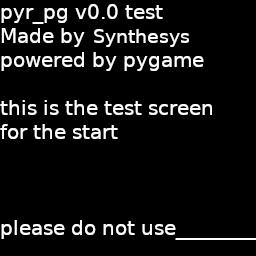 pyr_pg v0.0 test
Made by Synthesys
powered by pygame
this is the test screen
for the start
please do not use________